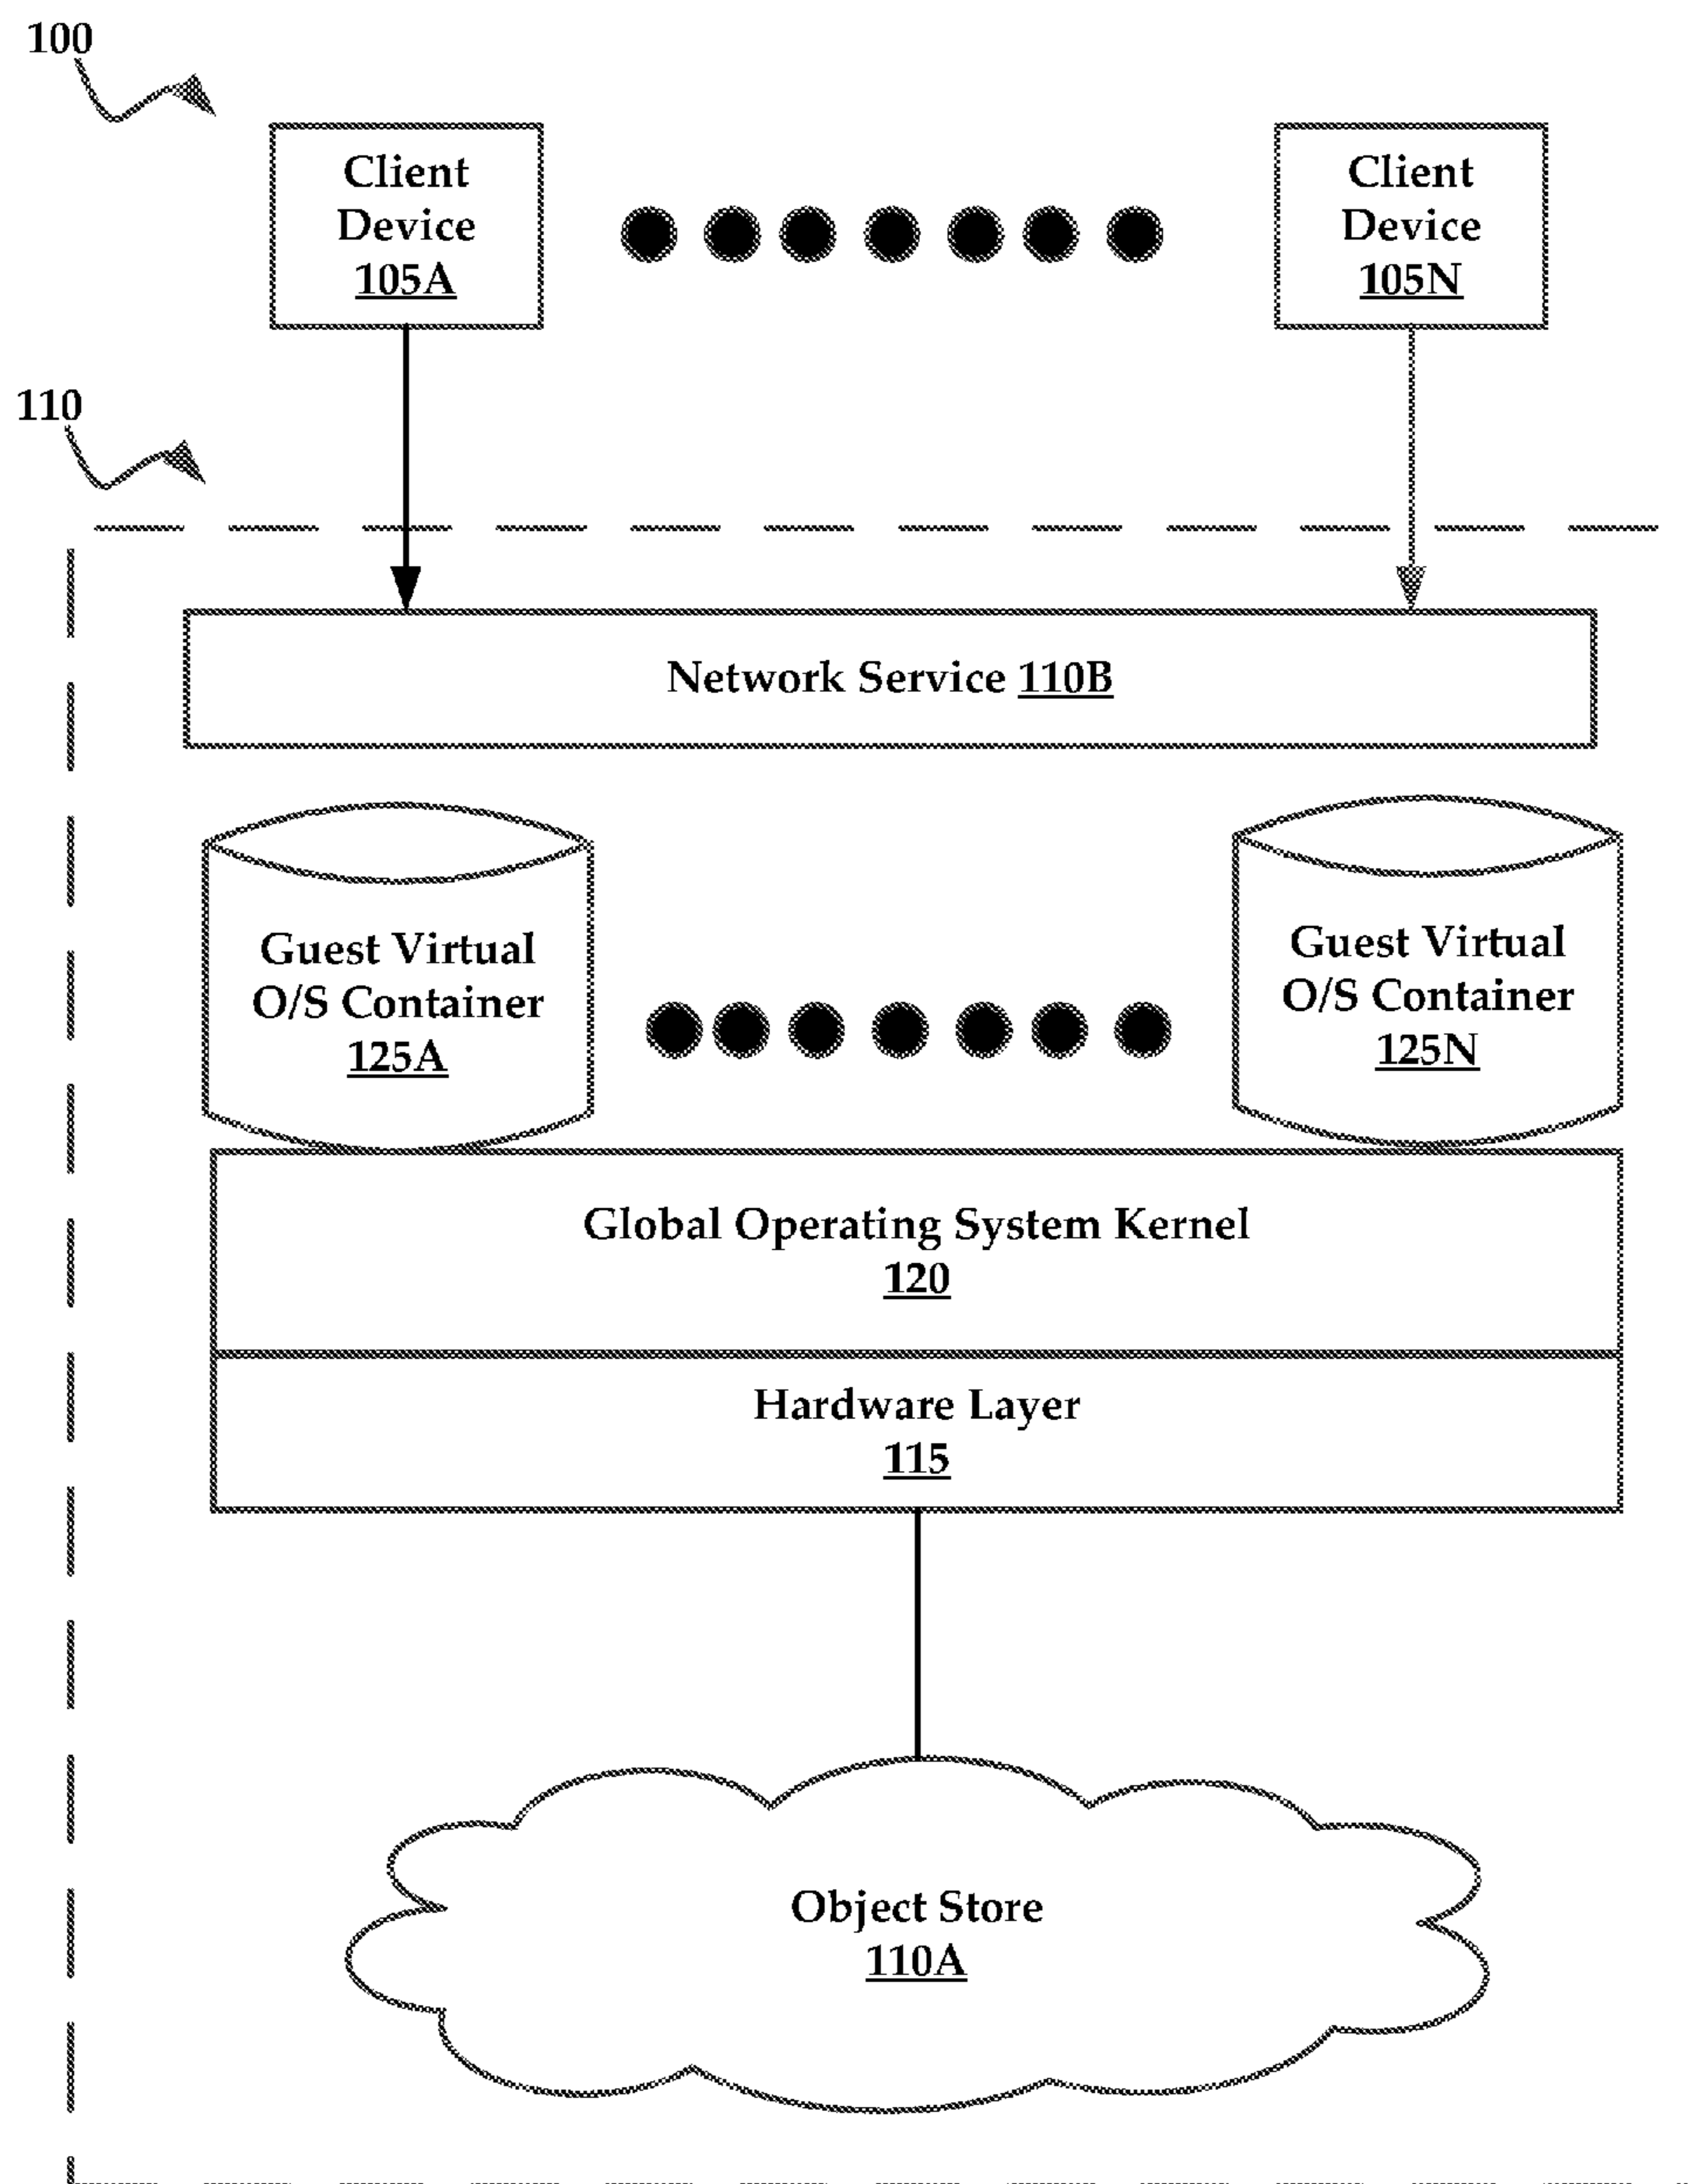 100
Client
Device
105A
Client
Device
105N
110
Network Service 110B
Guest Virtual
O/S Container
125A
Guest Virtual
O/S Container
125N
Global Operating System Kernel
120
Hardware Layer
115
Object Store
110A